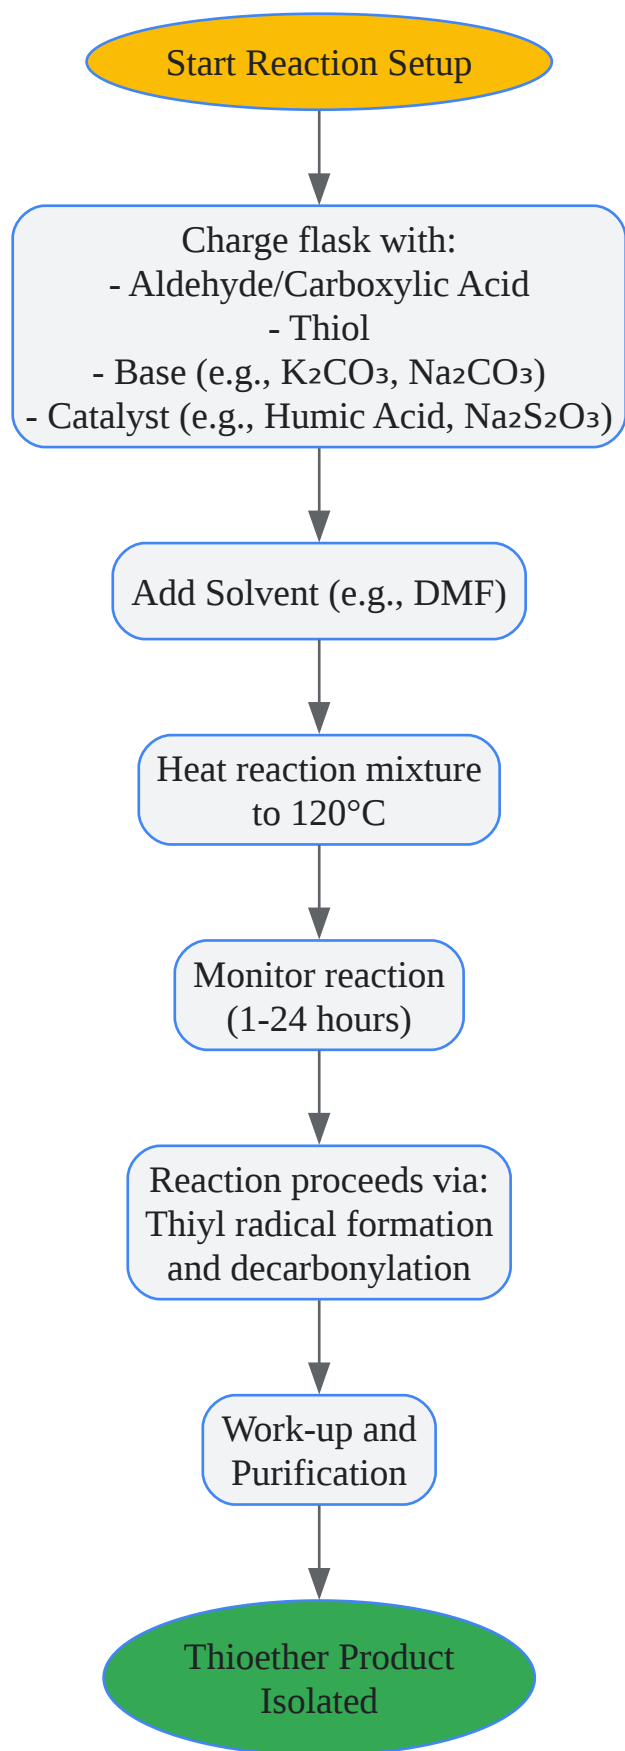 Start Reaction Setup
Charge flask with:
- Aldehyde/Carboxylic Acid
- Thiol
- Base (e.g., K₂CO₃, Na₂CO₃)
- Catalyst (e.g., Humic Acid, Na₂S₂O₃)
Add Solvent (e.g., DMF)
Heat reaction mixture
to 120°C
Monitor reaction
(1-24 hours)
Reaction proceeds via:
Thiyl radical formation
and decarbonylation
Work-up and
Purification
Thioether Product
Isolated